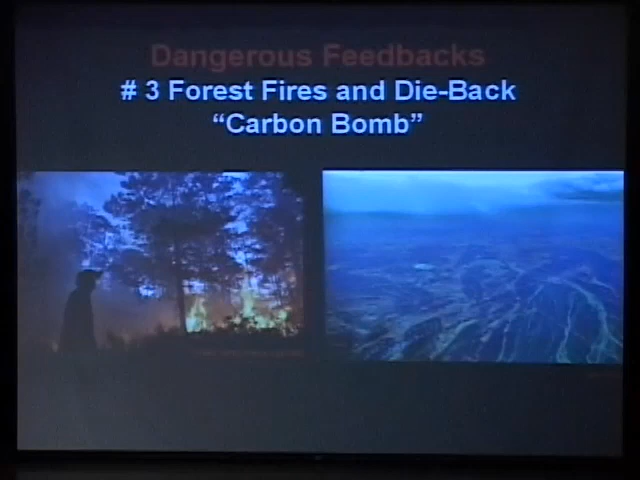 Dangerous Feedbacks
# 3 Forest Fires and Die-Back
“Carbon Bomb”